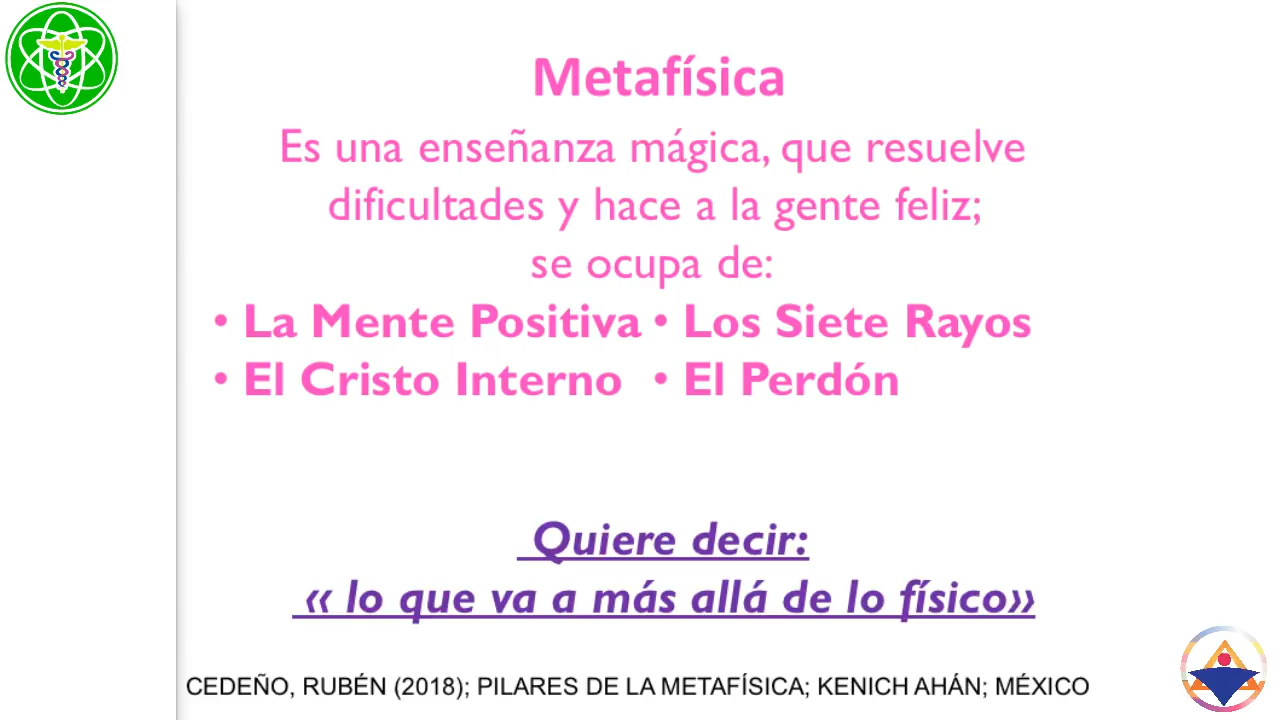 Metafísica
Es una enseñanza mágica, que resuelve
dificultades y hace a la gente feliz;
se ocupa de:
• La Mente Positiva • Los Siete Rayos
• El Cristo Interno • El Perdón
Quiere decir:
« lo que va a más allá de lo físico»
CEDEÑO, RUBÉN (2018); PILARES DE LA METAFÍSICA; KENICH AHÁN; MÉXICO